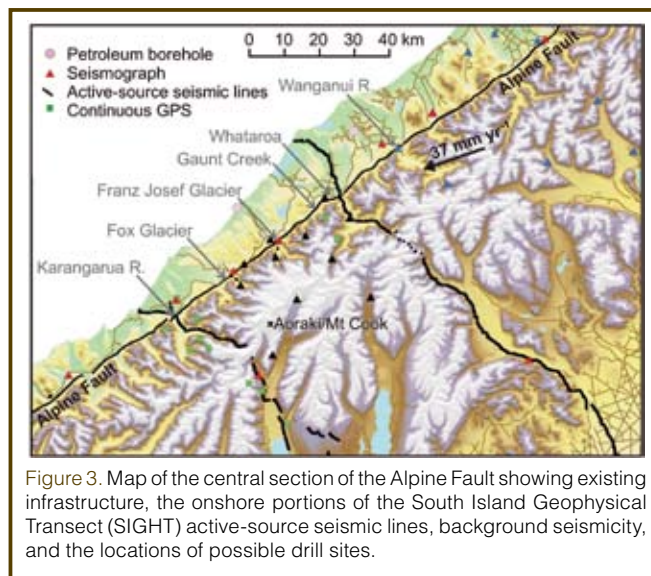 Petroleum borehole
Seismograph
Active-source seismic lines
Continuous GPS
0 10 20 30 40 km
Alpine Fault
Wanganui R.
37 mm yr⁻¹
Whataroa
Gaunt Creek
Franz Josef Glacier
Fox Glacier
Karangarua R.
Aoraki/Mt Cook
Alpine Fault
Figure 3. Map of the central section of the Alpine Fault showing existing
infrastructure, the onshore portions of the South Island Geophysical
Transect (SIGHT) active-source seismic lines, background seismicity,
and the locations of possible drill sites.